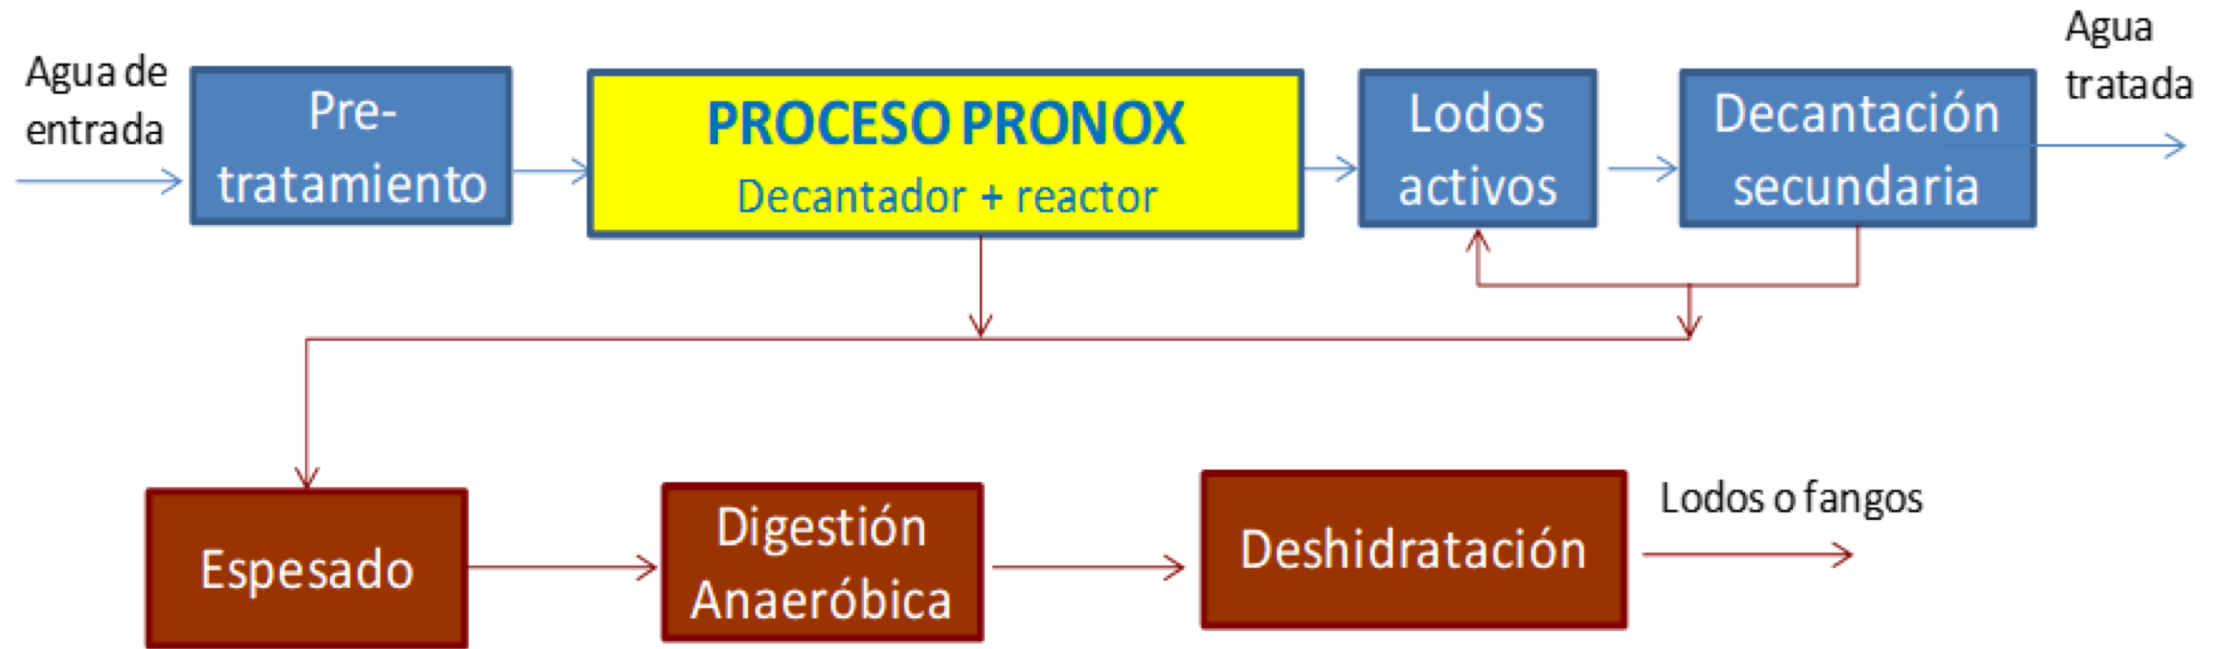 Agua de
entrada
Pre-
tratamiento
PROCESO PRONOX
Decantador + reactor
Lodos
activos
Decantación
secundaria
Agua
tratada
Espesado
Digestión
Anaeróbica
Deshidratación
Lodos o fangos